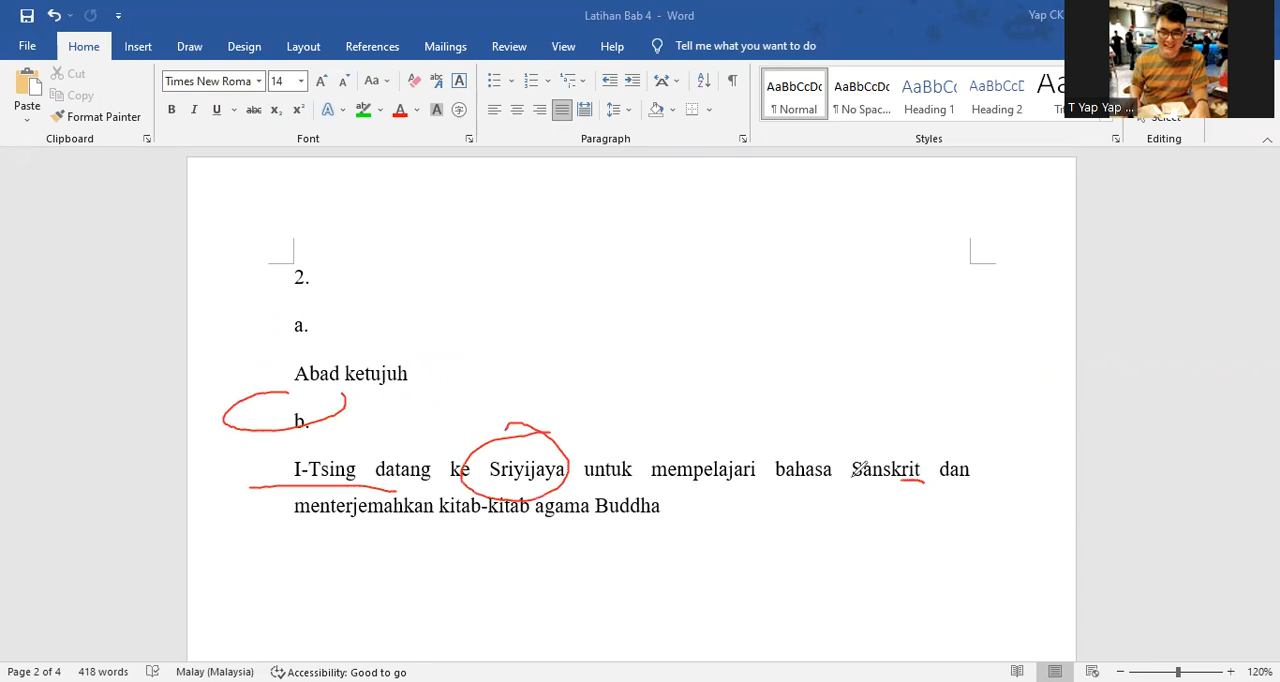 Latihan Bab 4 - Word
Yap CK
File Home Insert Draw Design Layout References Mailings Review View Help Tell me what you want to do
Paste
Cut
Copy
Format Painter
Clipboard
Times New Roma 14
Font
Paragraph
AaBbCcDc AaBbCcDc AaBbCc AaBbCcD
¶ Normal ¶ No Spac... Heading 1 Heading 2
Styles
Editing
T Yap Yap ...
2.
a.
Abad ketujuh
b.
I-Tsing datang ke Sriyijaya untuk mempelajari bahasa Sanskrit dan
menterjemahkan kitab-kitab agama Buddha
Page 2 of 4 418 words Malay (Malaysia) Accessibility: Good to go 120%